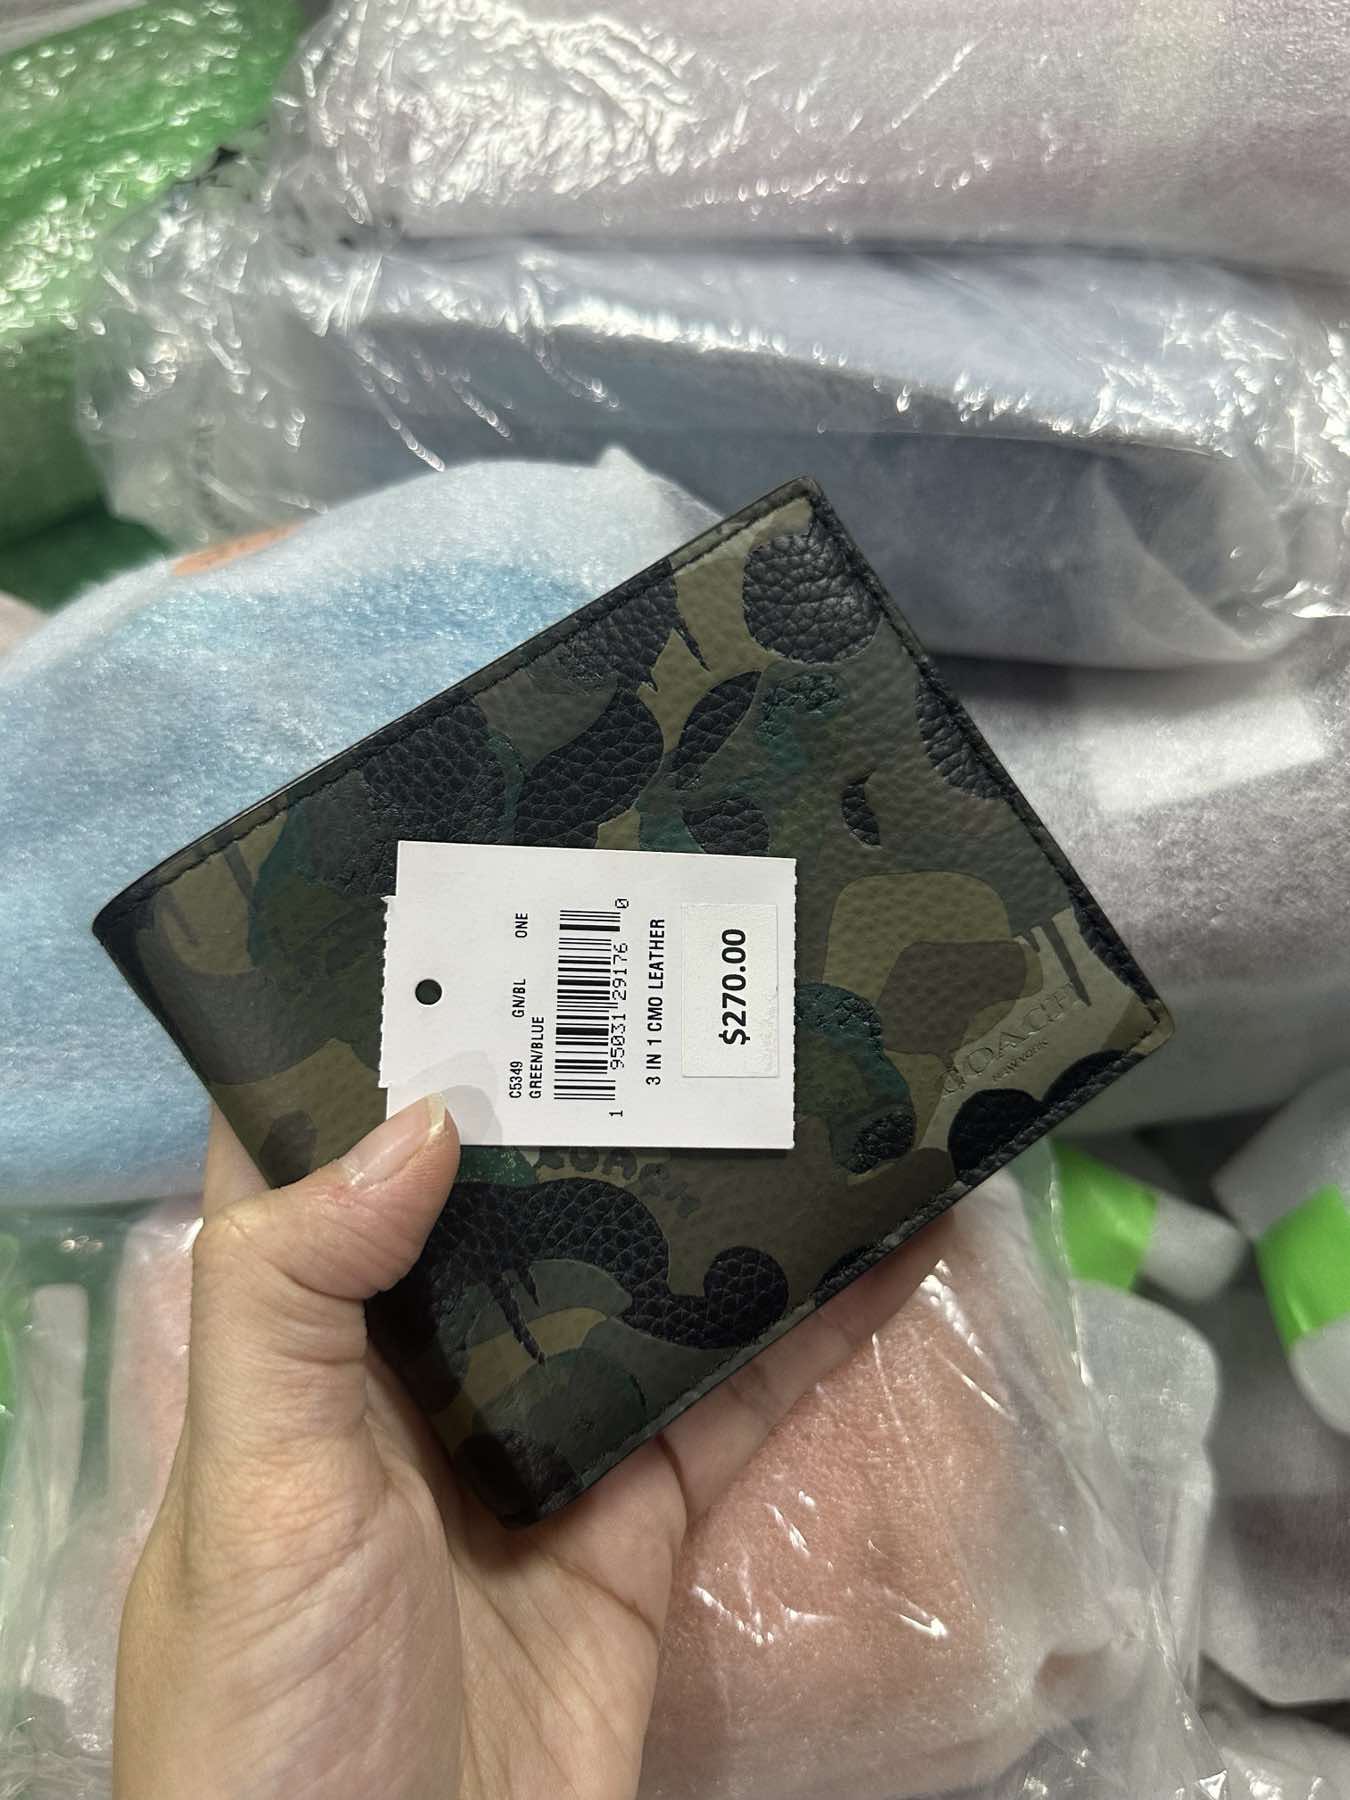 C5349 GN/BL ONE
GREEN/BLUE
1 95031 29176 0
3 IN 1 CMO LEATHER
$270.00
COACH
NEW YORK
COACH